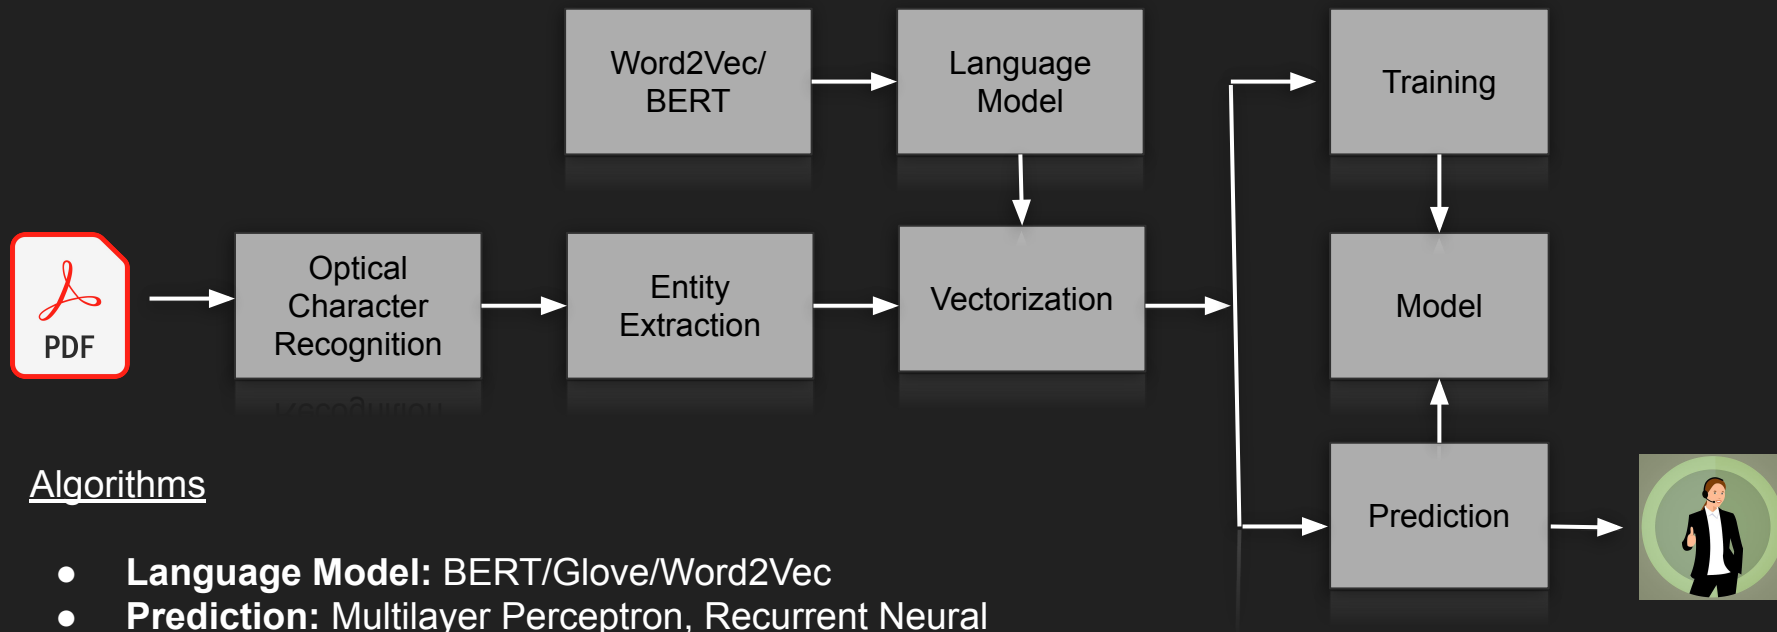 Word2Vec/
BERT
Language
Model
Training
PDF
Optical
Character
Recognition
Entity
Extraction
Vectorization
Model
Prediction
Algorithms
● Language Model: BERT/Glove/Word2Vec
● Prediction: Multilayer Perceptron, Recurrent Neural